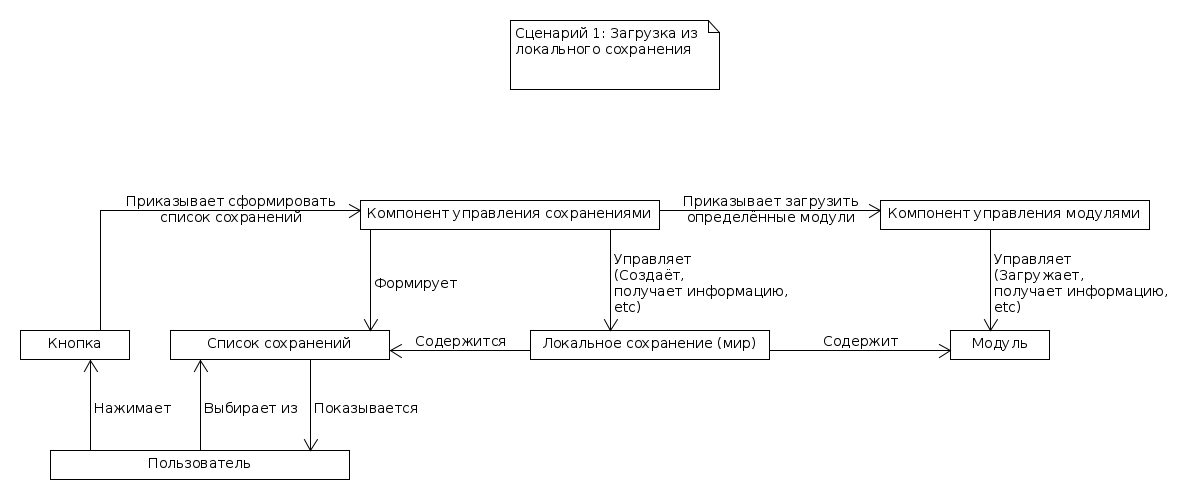 Сценарий 1: Загрузка из
локального сохранения
Приказывает сформировать
список сохранений
Компонент управления сохранениями
Приказывает загрузить
определённые модули
Компонент управления модулями
Формирует
Управляет
(Создаёт,
получает информацию,
etc)
Управляет
(Загружает,
получает информацию,
etc)
Кнопка
Список сохранений
Содержится
Локальное сохранение (мир)
Содержит
Модуль
Нажимает
Выбирает из
Показывается
Пользователь